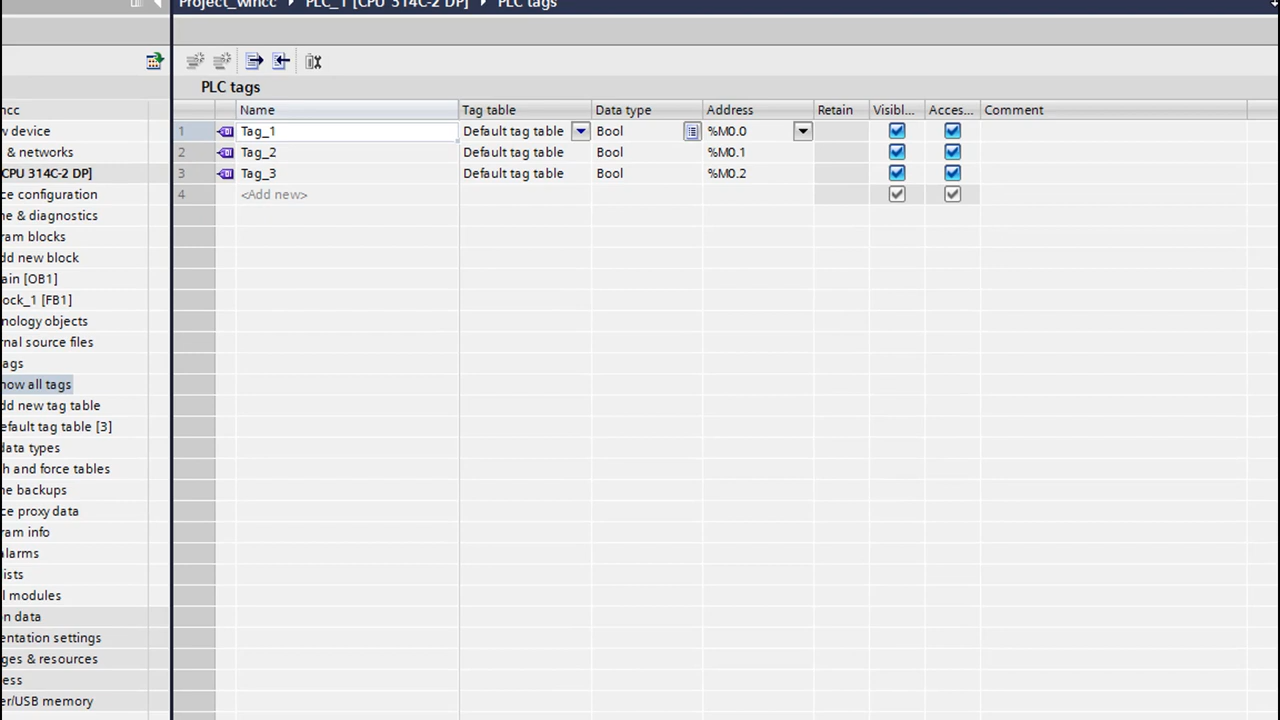 Project_wincc ▸ PLC_1 [CPU 314C-2 DP] ▸ PLC tags
PLC tags
Name Tag table Data type Address Retain Visibl... Acces... Comment
1 Tag_1 Default tag table Bool %M0.0
2 Tag_2 Default tag table Bool %M0.1
3 Tag_3 Default tag table Bool %M0.2
4 <Add new>
ncc
w device
& networks
[CPU 314C-2 DP]
ce configuration
ne & diagnostics
ram blocks
dd new block
ain [OB1]
ock_1 [FB1]
nology objects
rnal source files
ags
how all tags
dd new tag table
efault tag table [3]
data types
h and force tables
ne backups
ce proxy data
ram info
alarms
ists
l modules
on data
entation settings
ges & resources
ess
er/USB memory